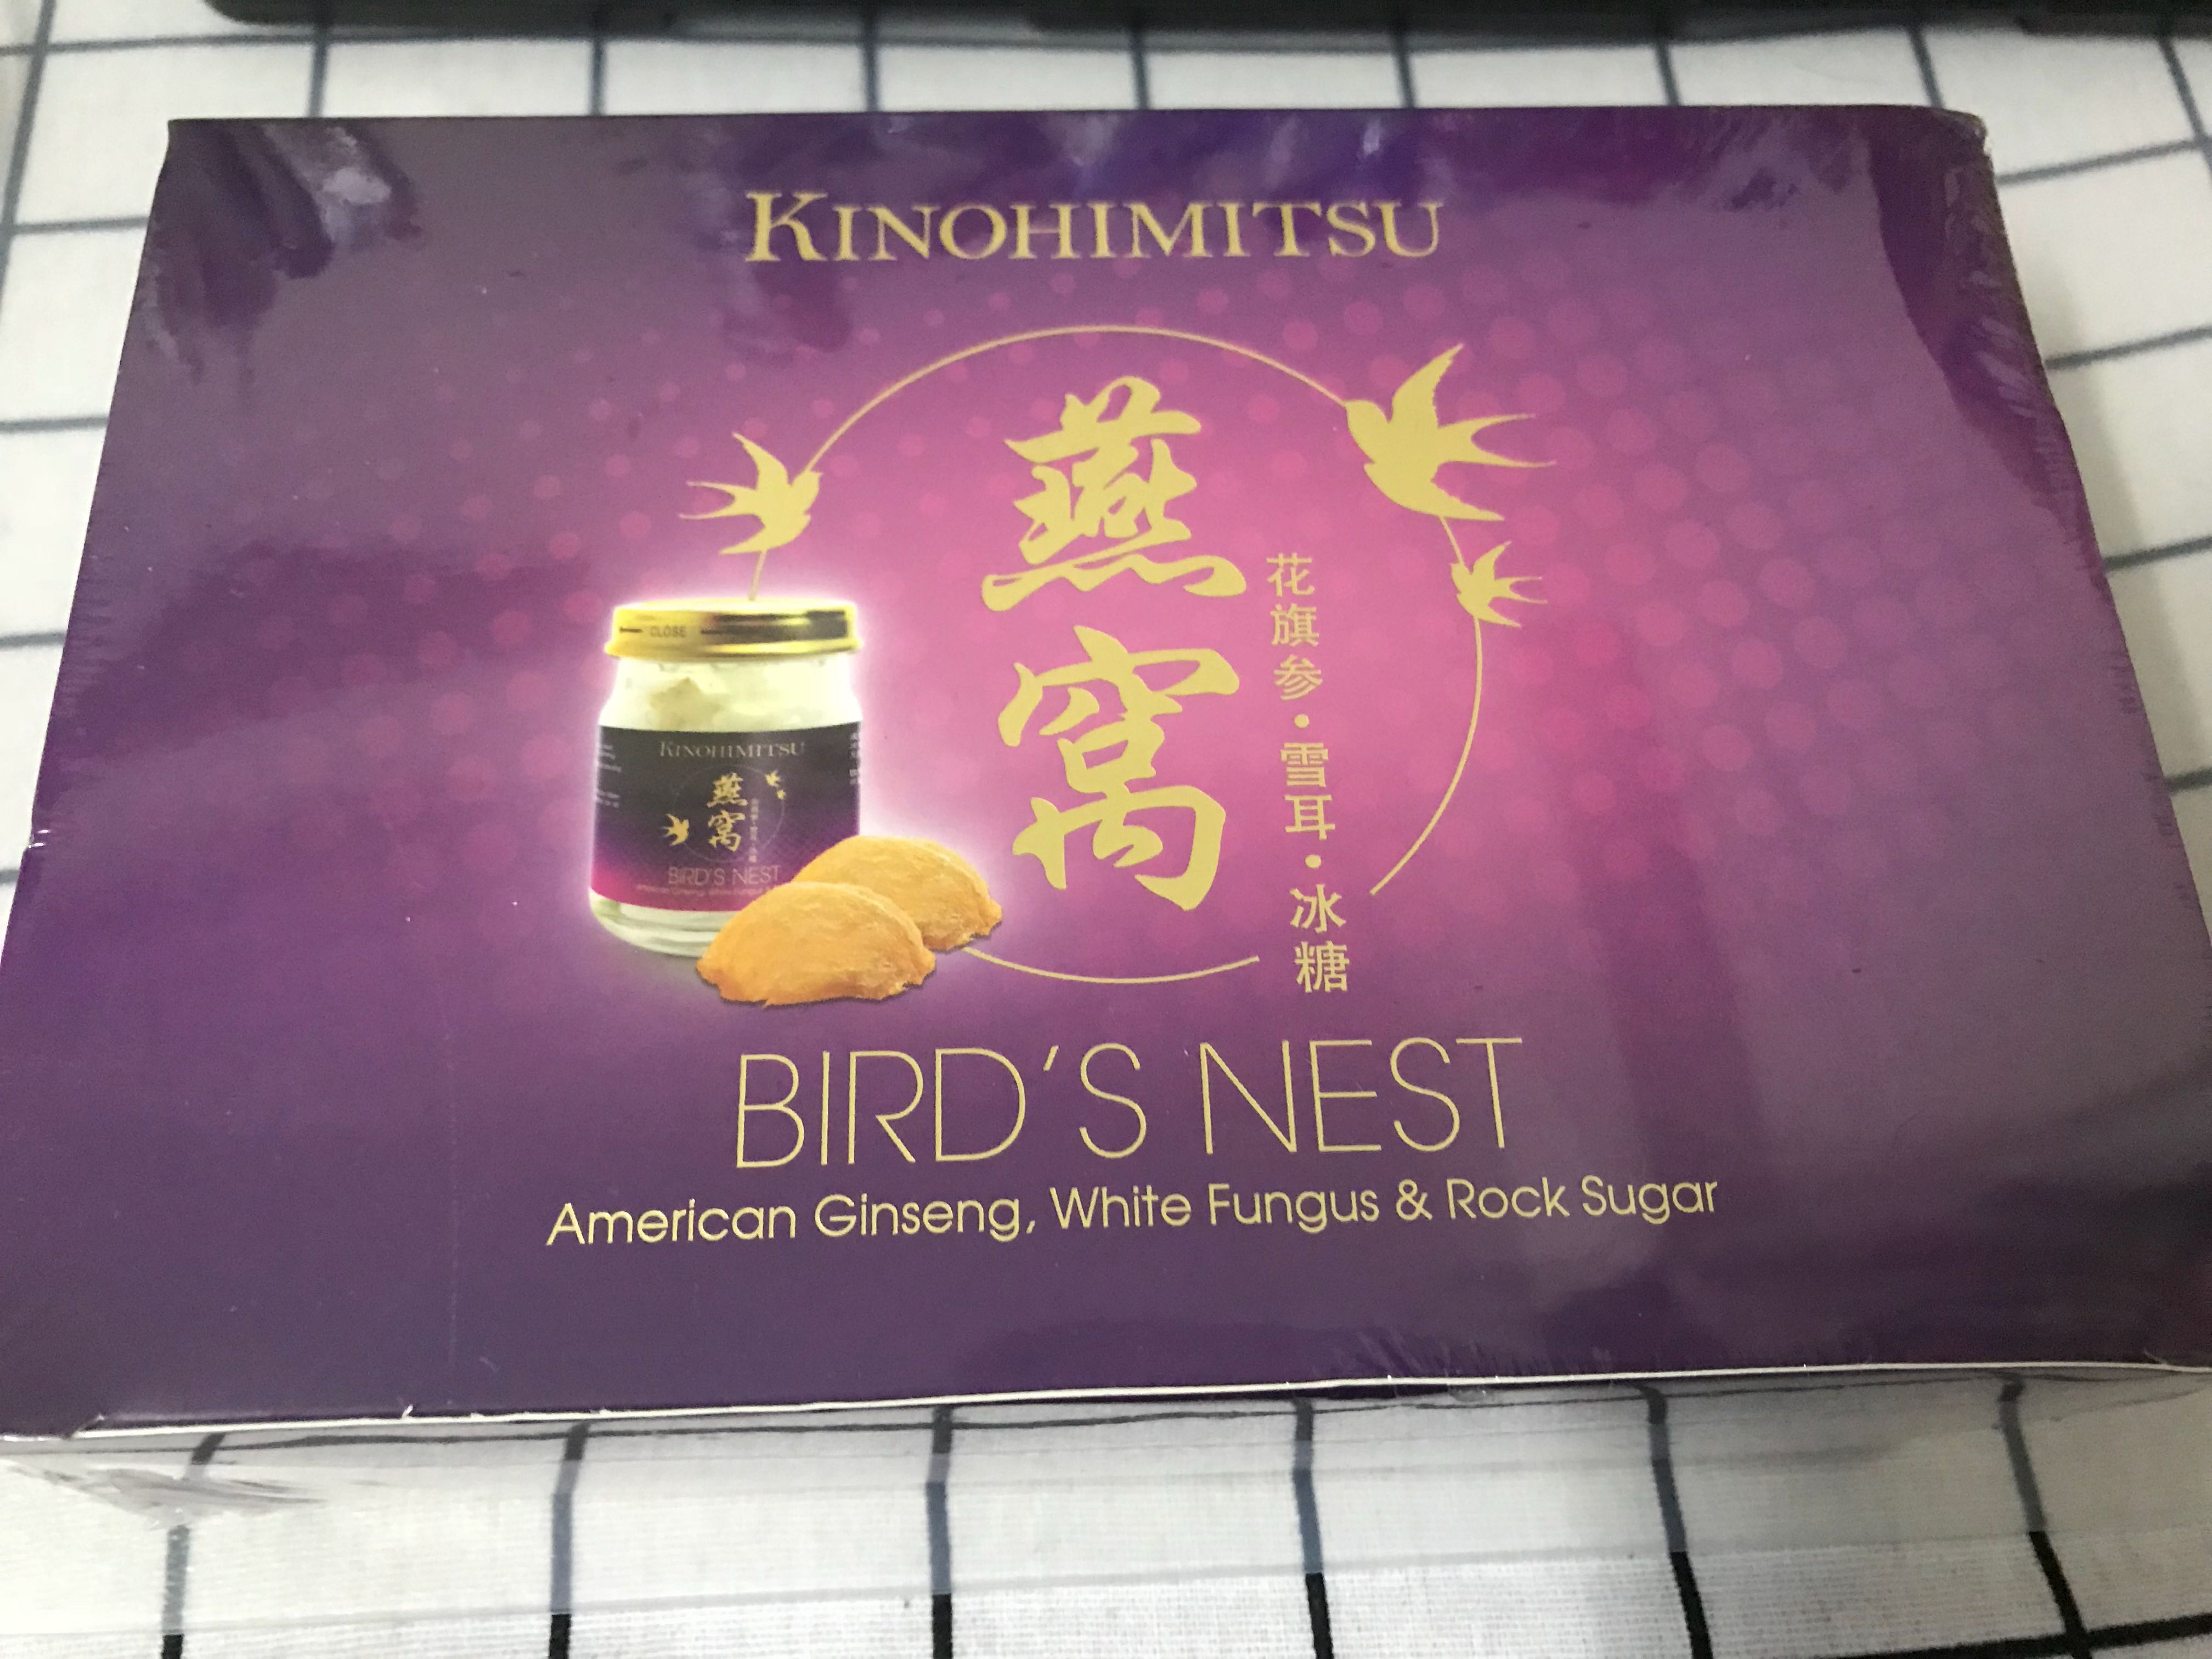 KINOHIMITSU
燕窩
花旗参・雪耳・冰糖
CLOSE
KINOHIMITSU
燕窩
BIRD'S NEST
BIRD'S NEST
American Ginseng, White Fungus & Rock Sugar